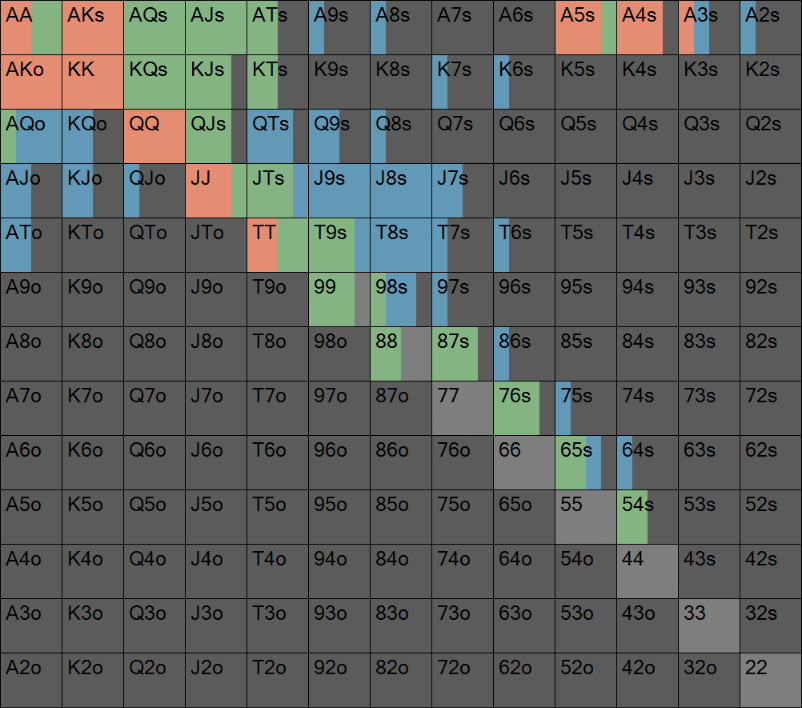 AA AKs AQs AJs ATs A9s A8s A7s A6s A5s A4s A3s A2s
AKo KK KQs KJs KTs K9s K8s K7s K6s K5s K4s K3s K2s
AQo KQo QQ QJs QTs Q9s Q8s Q7s Q6s Q5s Q4s Q3s Q2s
AJo KJo QJo JJ JTs J9s J8s J7s J6s J5s J4s J3s J2s
ATo KTo QTo JTo TT T9s T8s T7s T6s T5s T4s T3s T2s
A9o K9o Q9o J9o T9o 99 98s 97s 96s 95s 94s 93s 92s
A8o K8o Q8o J8o T8o 98o 88 87s 86s 85s 84s 83s 82s
A7o K7o Q7o J7o T7o 97o 87o 77 76s 75s 74s 73s 72s
A6o K6o Q6o J6o T6o 96o 86o 76o 66 65s 64s 63s 62s
A5o K5o Q5o J5o T5o 95o 85o 75o 65o 55 54s 53s 52s
A4o K4o Q4o J4o T4o 94o 84o 74o 64o 54o 44 43s 42s
A3o K3o Q3o J3o T3o 93o 83o 73o 63o 53o 43o 33 32s
A2o K2o Q2o J2o T2o 92o 82o 72o 62o 52o 42o 32o 22